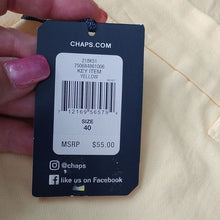 CHAPS.COM
KEY ITEM
YELLOW
SIZE
40
MSRP $55.00
@chaps
like us on Facebook